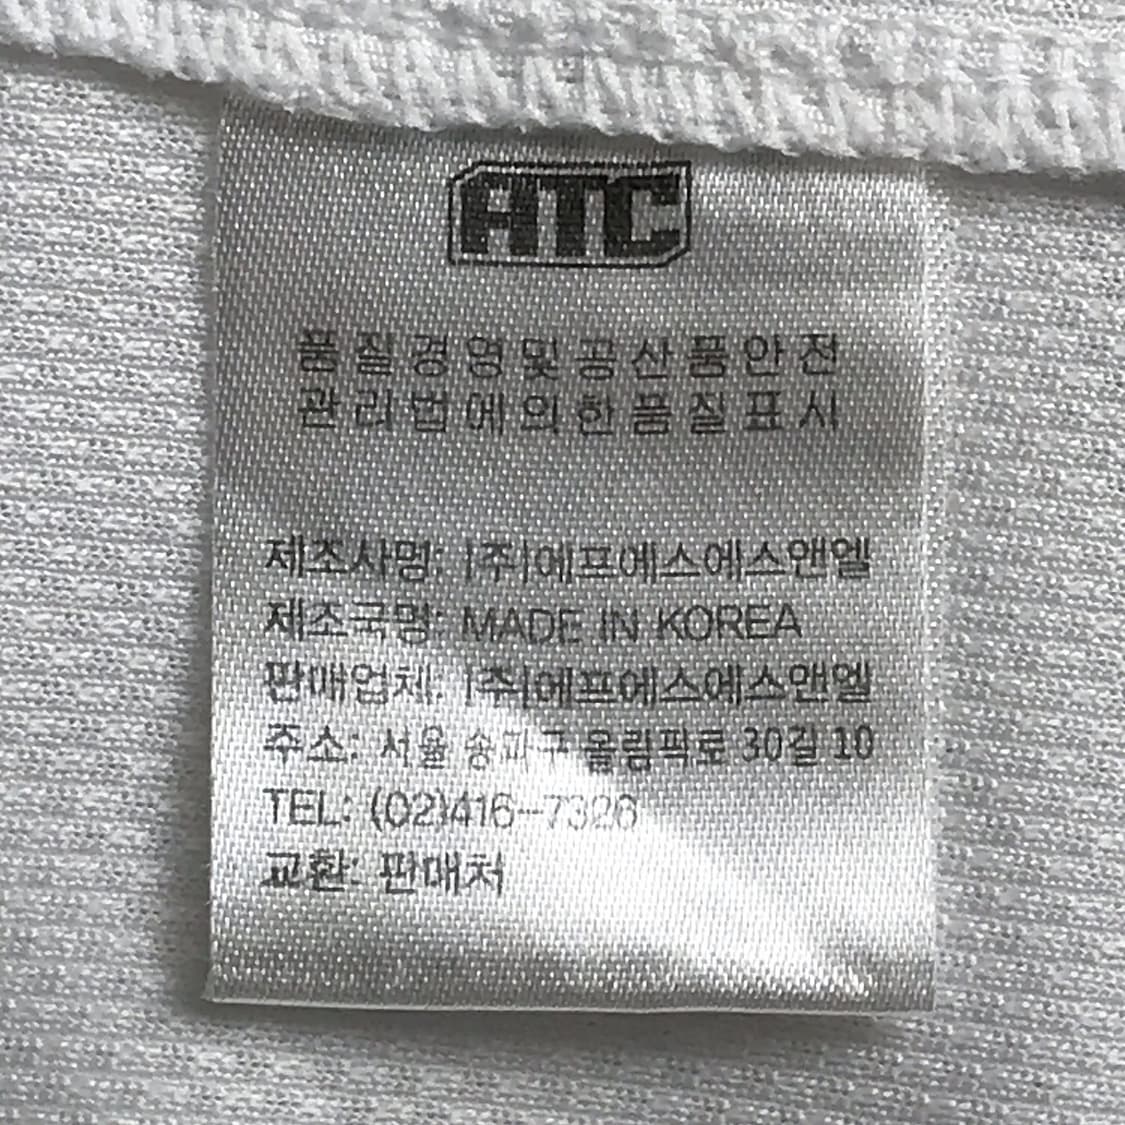 ATC
품질경영및공산품안전
관리법에의한품질표시
제조사명: (주)에프에스에스앤엘
제조국명: MADE IN KOREA
판매업체: (주)에프에스에스앤엘
주소: 서울 송파구 올림픽로 30길 10
TEL: (02)416-7326
교환: 판매처